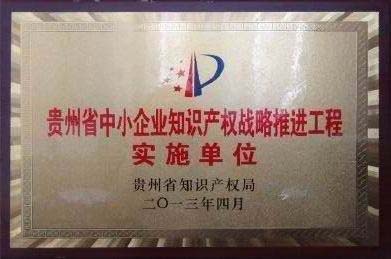 贵州省中小企业知识产权战略推进工程
实施单位
贵州省知识产权局
二〇一三年四月